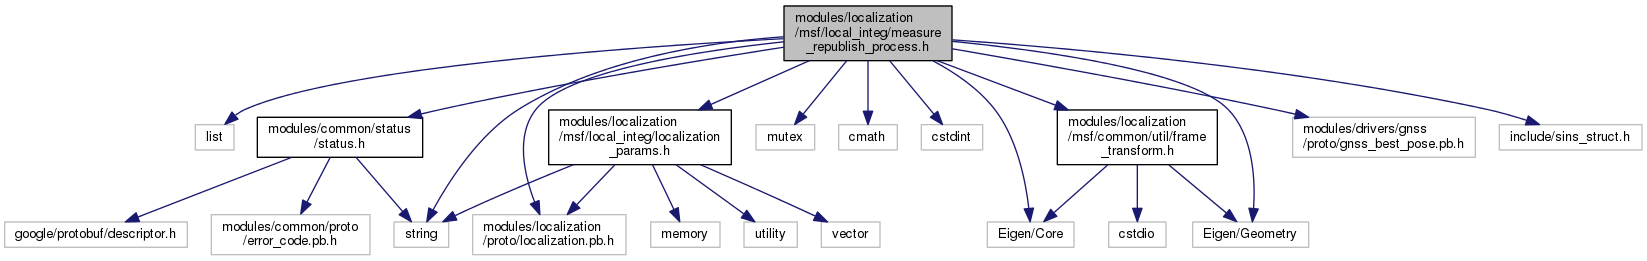 modules/localization
/msf/local_integ/measure
_republish_process.h
list
modules/common/status
/status.h
modules/localization
/msf/local_integ/localization
_params.h
mutex
cmath
cstdint
modules/localization
/msf/common/util/frame
_transform.h
modules/drivers/gnss
/proto/gnss_best_pose.pb.h
include/sins_struct.h
google/protobuf/descriptor.h
modules/common/proto
/error_code.pb.h
string
modules/localization
/proto/localization.pb.h
memory
utility
vector
Eigen/Core
cstdio
Eigen/Geometry